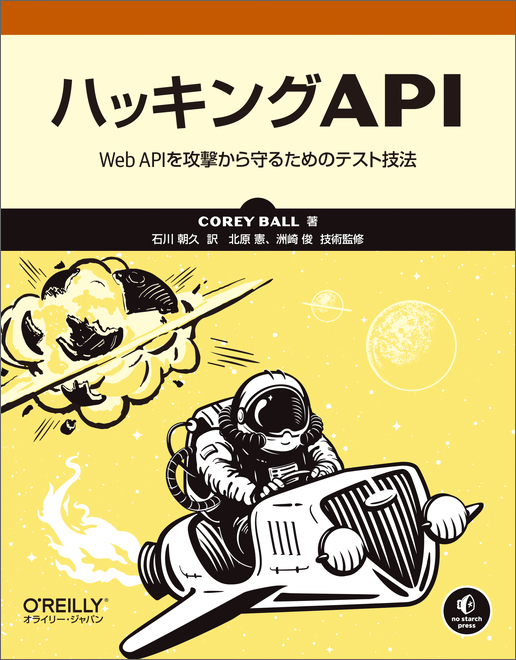 ハッキングAPI
Web APIを攻撃から守るためのテスト技法
COREY BALL 著
石川 朝久 訳 北原 憲、洲崎 俊 技術監修
O'REILLY®
オライリー・ジャパン
no starch
press